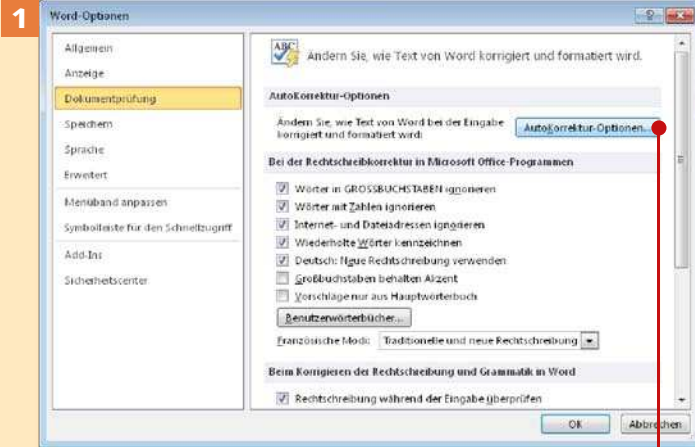 1
Word-Optionen
Allgemein
Anzeige
Dokumentprüfung
Speichern
Sprache
Erweitert
Menüband anpassen
Symbolleiste für den Schnellzugriff
Add-Ins
Sicherheitscenter
ABC
Ändern Sie, wie Text von Word korrigiert und formatiert wird.
AutoKorrektur-Optionen
Ändern Sie, wie Text von Word bei der Eingabe
korrigiert und formatiert wird:
AutoKorrektur-Optionen...
Bei der Rechtschreibkorrektur in Microsoft Office-Programmen
Wörter in GROSSBUCHSTABEN ignorieren
Wörter mit Zahlen ignorieren
Internet- und Dateiadressen ignorieren
Wiederholte Wörter kennzeichnen
Deutsch: Neue Rechtschreibung verwenden
Großbuchstaben behalten Akzent
Vorschläge nur aus Hauptwörterbuch
Benutzerwörterbücher...
Französische Modi: Traditionelle und neue Rechtschreibung
Beim Korrigieren der Rechtschreibung und Grammatik in Word
Rechtschreibung während der Eingabe überprüfen
OK
Abbrechen